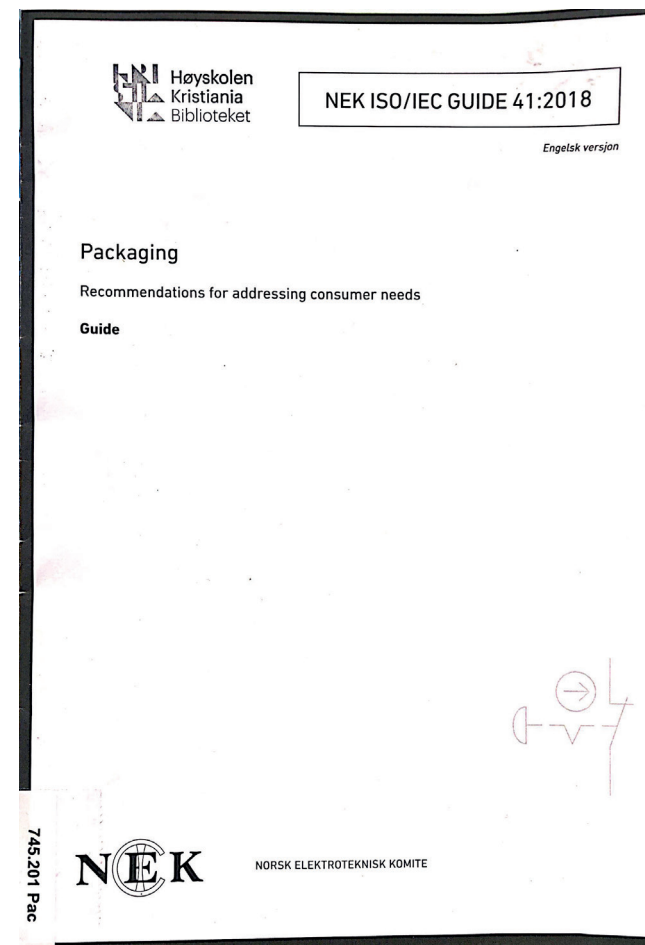 Høyskolen
Kristiania
Biblioteket
NEK ISO/IEC GUIDE 41:2018
Engelsk versjon
Packaging
Recommendations for addressing consumer needs
Guide
745.201 Pac
NEK
NORSK ELEKTROTEKNISK KOMITE